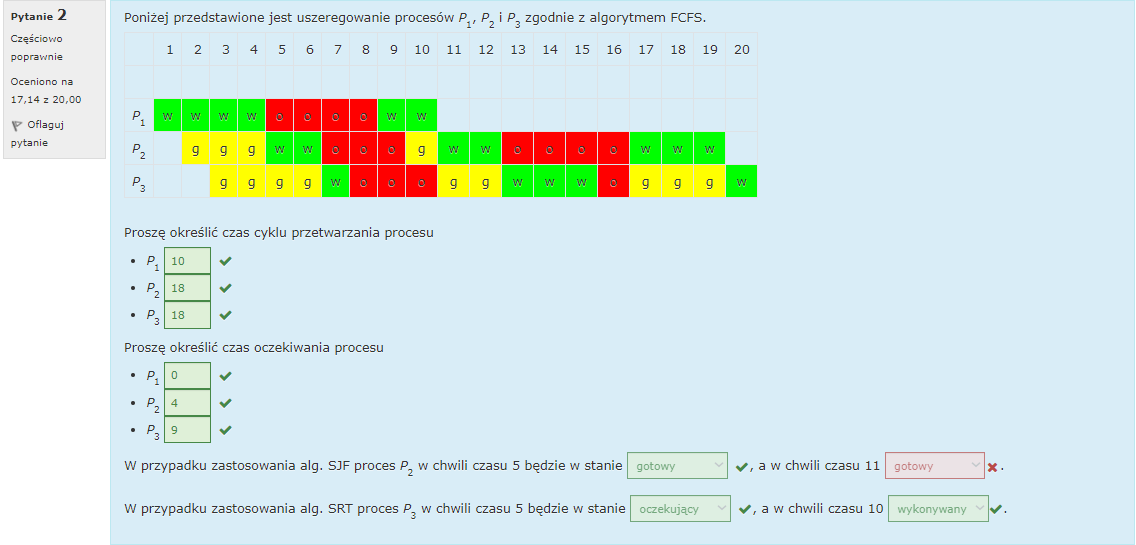 Pytanie 2
Częściowo
poprawnie
Oceniono na
17,14 z 20,00
Oflaguj
pytanie
Poniżej przedstawione jest uszeregowanie procesów P1, P2 i P3 zgodnie z algorytmem FCFS.
1 2 3 4 5 6 7 8 9 10 11 12 13 14 15 16 17 18 19 20
P1 w w w w o o o o w w
P2 g g g w w o o o g w w o o o o w w w
P3 g g g g w o o o g g w w w o g g g w
Proszę określić czas cyklu przetwarzania procesu
• P1 10
• P2 18
• P3 18
Proszę określić czas oczekiwania procesu
• P1 0
• P2 4
• P3 9
W przypadku zastosowania alg. SJF proces P2 w chwili czasu 5 będzie w stanie gotowy , a w chwili czasu 11 gotowy .
W przypadku zastosowania alg. SRT proces P3 w chwili czasu 5 będzie w stanie oczekujący , a w chwili czasu 10 wykonywany .